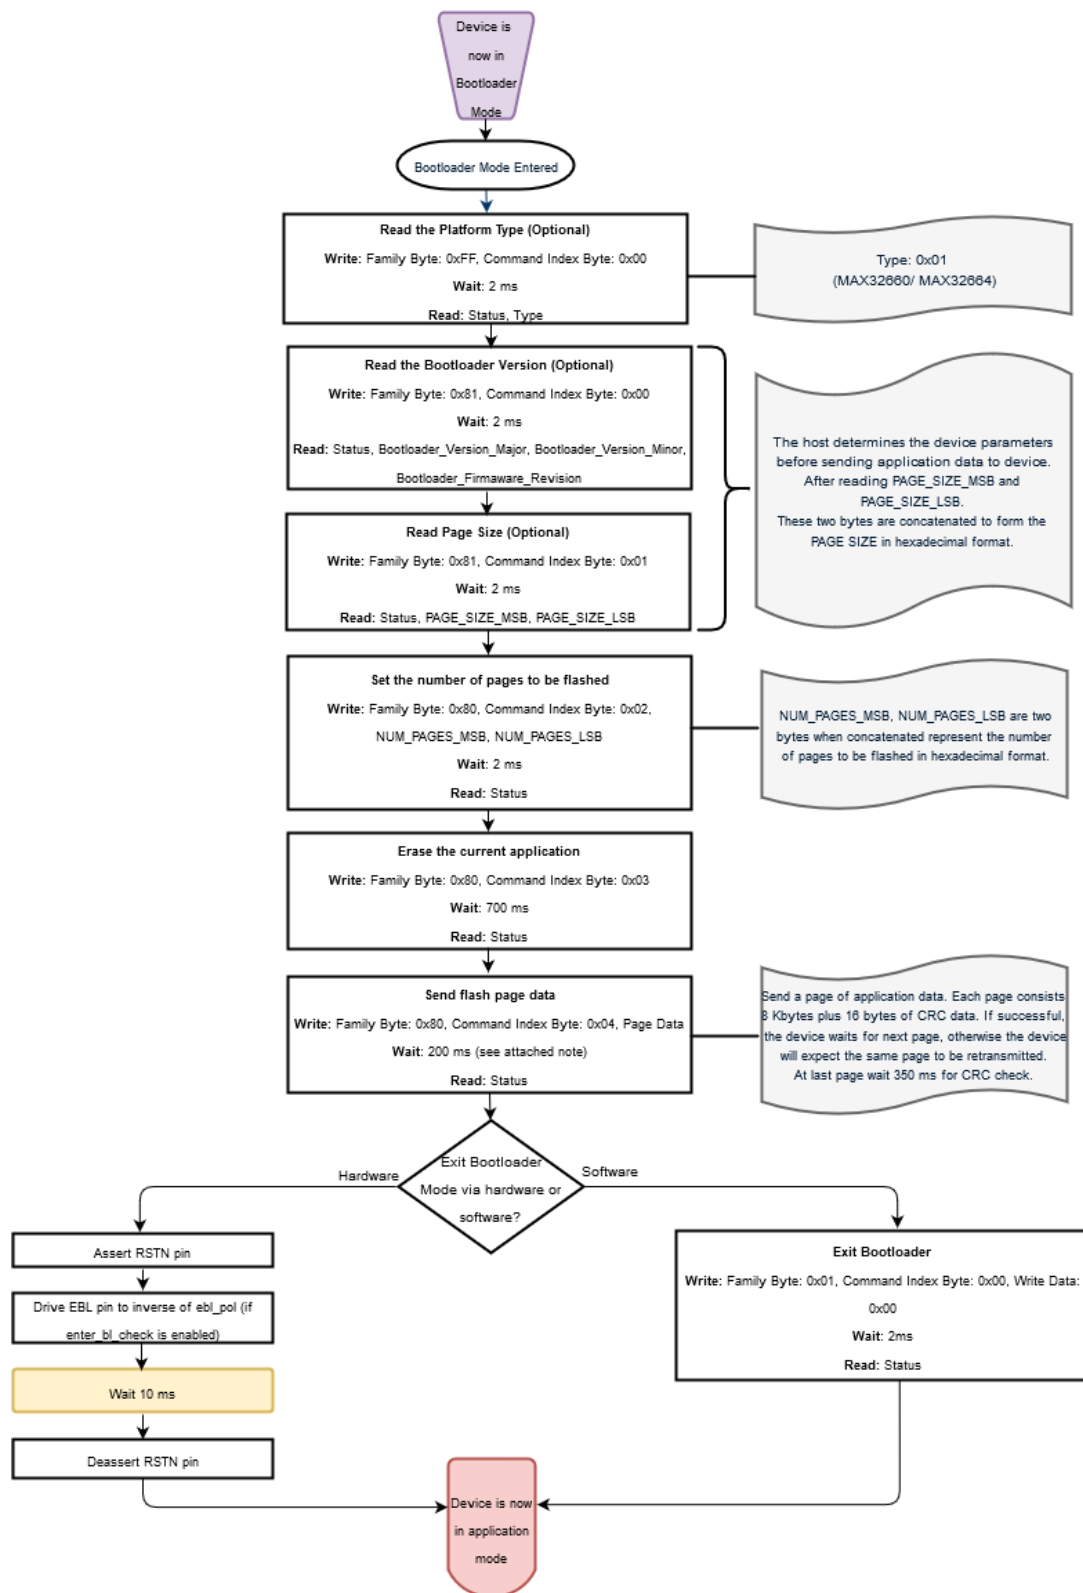 Device is
now in
Bootloader
Mode
Bootloader Mode Entered
Read the Platform Type (Optional)
Write: Family Byte: 0xFF, Command Index Byte: 0x00
Wait: 2 ms
Read: Status, Type
Type: 0x01
(MAX32660/ MAX32664)
Read the Bootloader Version (Optional)
Write: Family Byte: 0x81, Command Index Byte: 0x00
Wait: 2 ms
Read: Status, Bootloader_Version_Major, Bootloader_Version_Minor,
Bootloader_Firmaware_Revision
Read Page Size (Optional)
Write: Family Byte: 0x81, Command Index Byte: 0x01
Wait: 2 ms
Read: Status, PAGE_SIZE_MSB, PAGE_SIZE_LSB
The host determines the device parameters
before sending application data to device.
After reading PAGE_SIZE_MSB and
PAGE_SIZE_LSB.
These two bytes are concatenated to form the
PAGE SIZE in hexadecimal format.
Set the number of pages to be flashed
Write: Family Byte: 0x80, Command Index Byte: 0x02,
NUM_PAGES_MSB, NUM_PAGES_LSB
Wait: 2 ms
Read: Status
NUM_PAGES_MSB, NUM_PAGES_LSB are two
bytes when concatenated represent the number
of pages to be flashed in hexadecimal format.
Erase the current application
Write: Family Byte: 0x80, Command Index Byte: 0x03
Wait: 700 ms
Read: Status
Send flash page data
Write: Family Byte: 0x80, Command Index Byte: 0x04, Page Data
Wait: 200 ms (see attached note)
Read: Status
Send a page of application data. Each page consists
8 Kbytes plus 16 bytes of CRC data. If successful,
the device waits for next page, otherwise the device
will expect the same page to be retransmitted.
At last page wait 350 ms for CRC check.
Exit Bootloader
Mode via hardware or
software?
Hardware
Software
Assert RSTN pin
Drive EBL pin to inverse of ebl_pol (if
enter_bl_check is enabled)
Wait 10 ms
Deassert RSTN pin
Exit Bootloader
Write: Family Byte: 0x01, Command Index Byte: 0x00, Write Data:
0x00
Wait: 2ms
Read: Status
Device is now
in application
mode